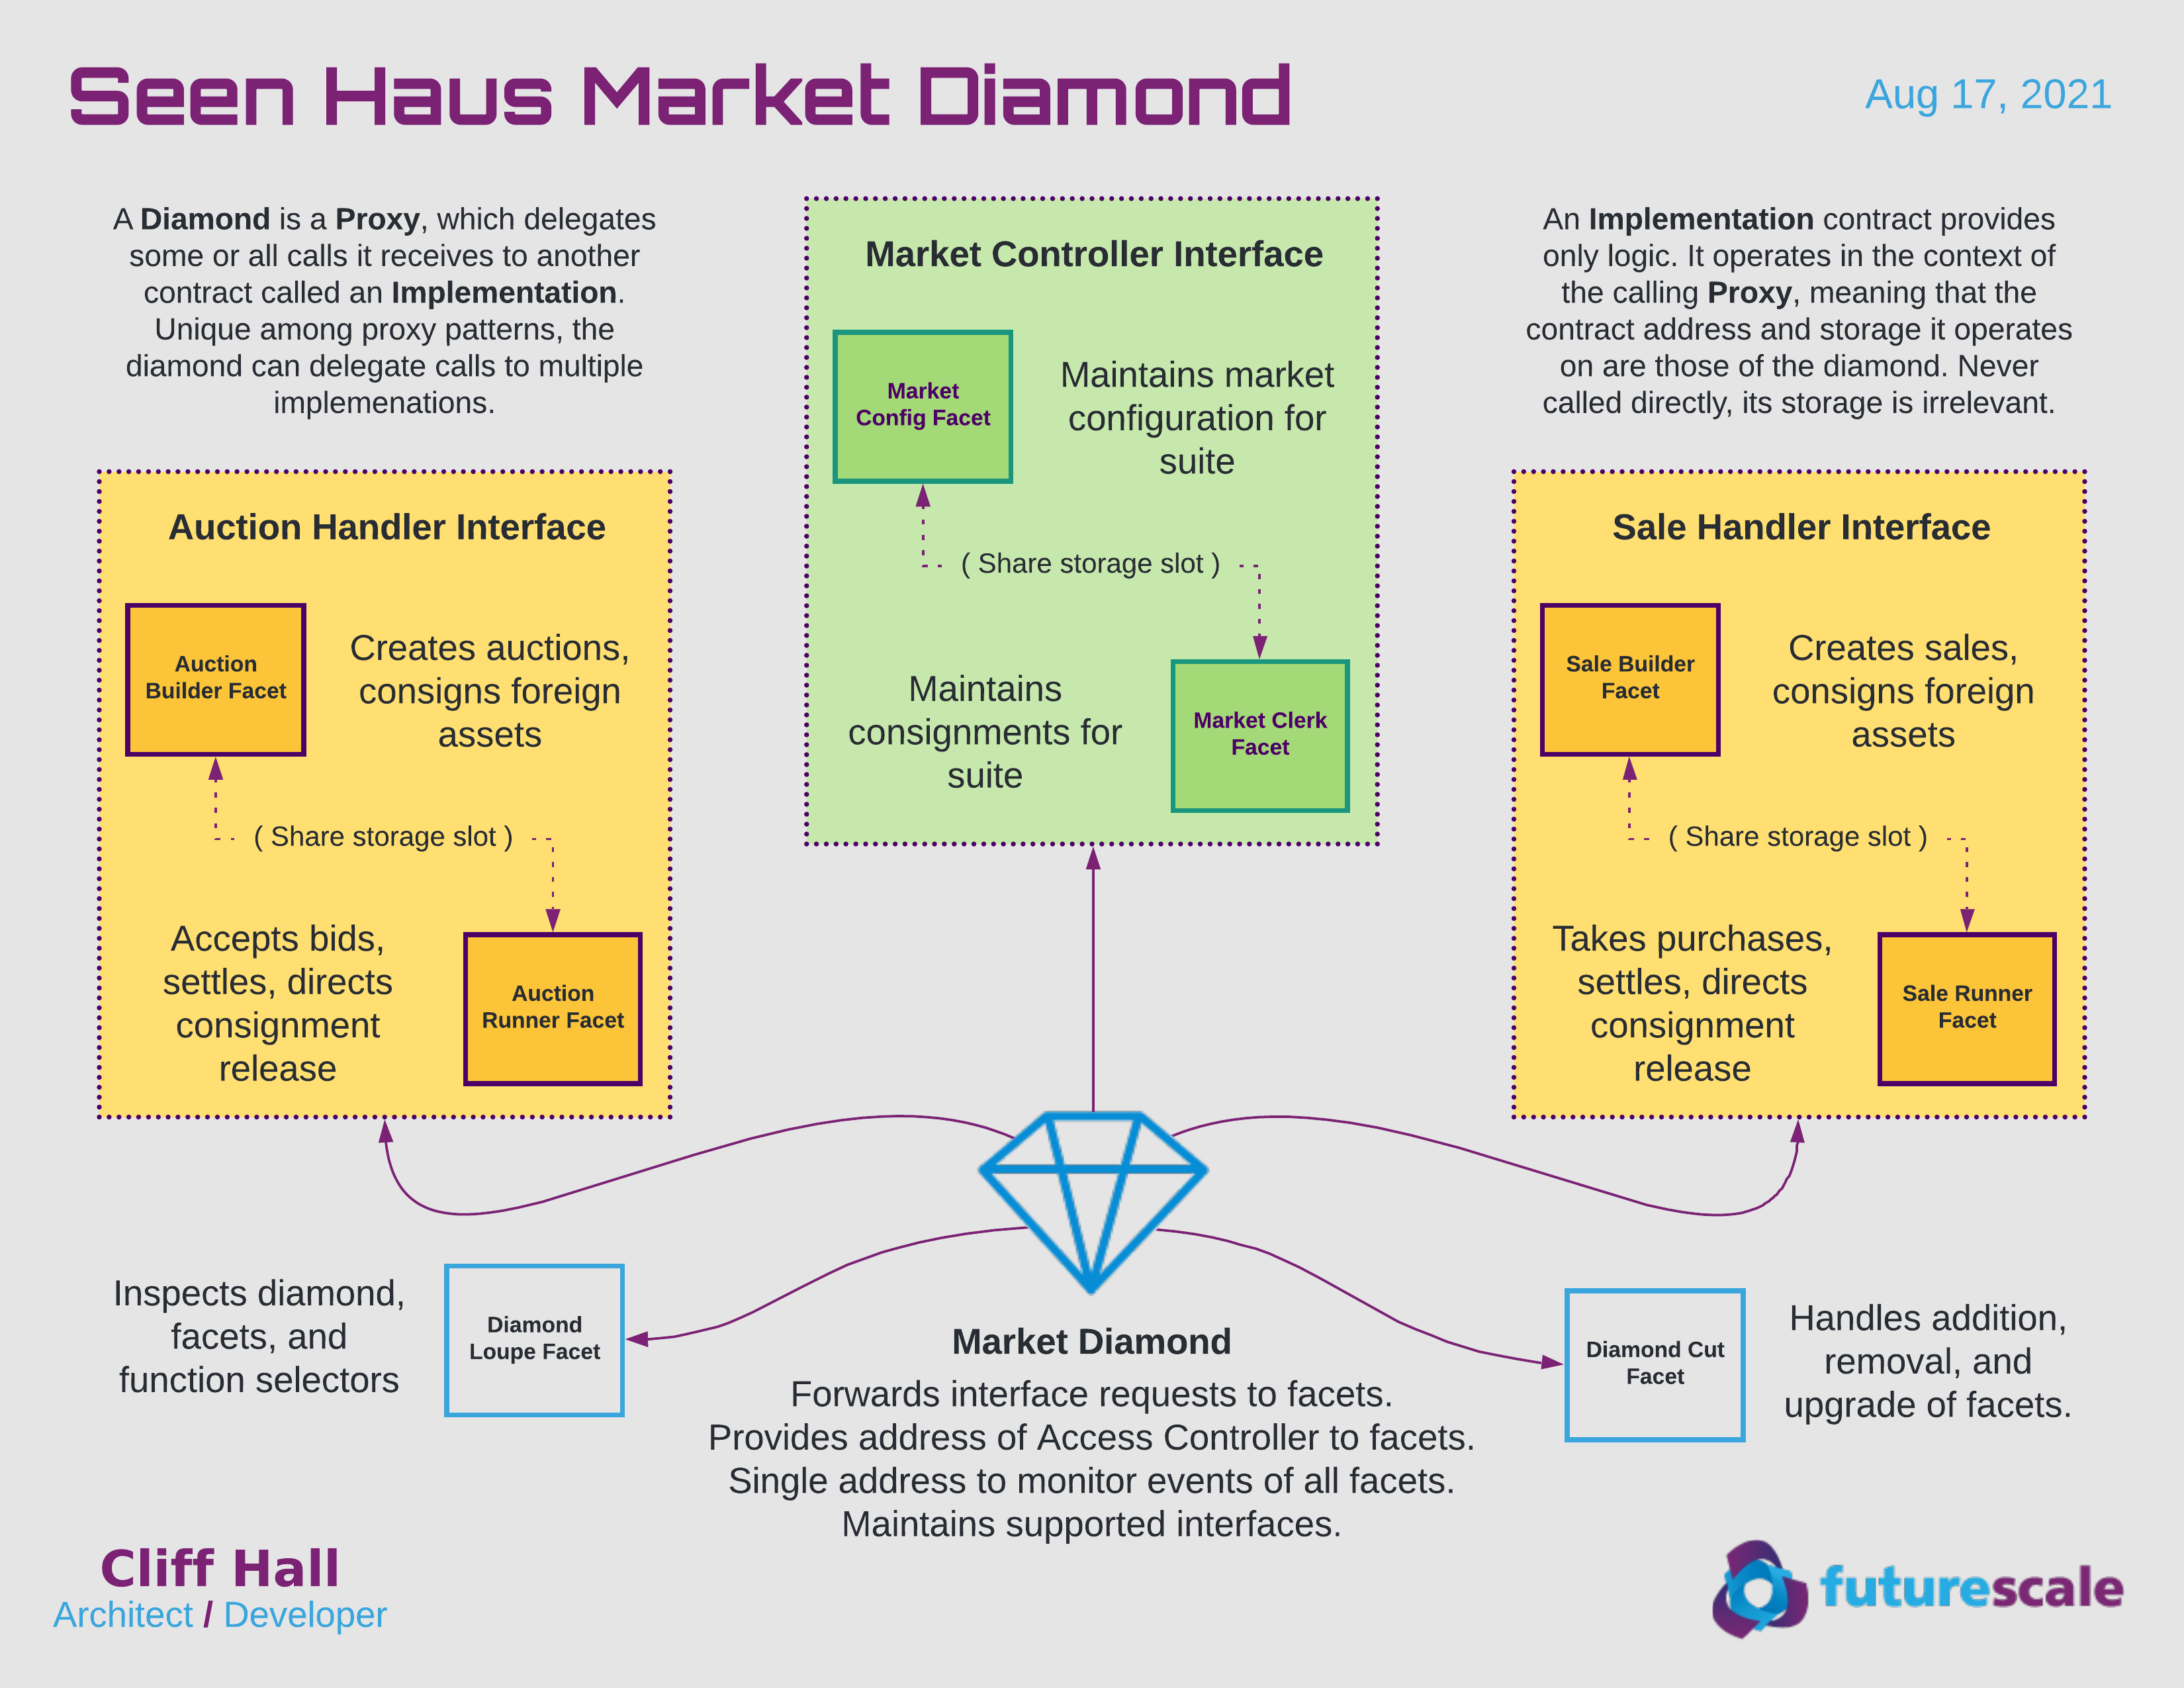 Seen Haus Market Diamond
Aug 17, 2021
A Diamond is a Proxy, which delegates
some or all calls it receives to another
contract called an Implementation.
Unique among proxy patterns, the
diamond can delegate calls to multiple
implemenations.
Market Controller Interface
Market
Config Facet
Maintains market
configuration for
suite
( Share storage slot )
Maintains
consignments for
suite
Market Clerk
Facet
An Implementation contract provides
only logic. It operates in the context of
the calling Proxy, meaning that the
contract address and storage it operates
on are those of the diamond. Never
called directly, its storage is irrelevant.
Auction Handler Interface
Auction
Builder Facet
Creates auctions,
consigns foreign
assets
( Share storage slot )
Accepts bids,
settles, directs
consignment
release
Auction
Runner Facet
Sale Handler Interface
Sale Builder
Facet
Creates sales,
consigns foreign
assets
( Share storage slot )
Takes purchases,
settles, directs
consignment
release
Sale Runner
Facet
Inspects diamond,
facets, and
function selectors
Diamond
Loupe Facet
Market Diamond
Forwards interface requests to facets.
Provides address of Access Controller to facets.
Single address to monitor events of all facets.
Maintains supported interfaces.
Diamond Cut
Facet
Handles addition,
removal, and
upgrade of facets.
Cliff Hall
Architect / Developer
futurescale